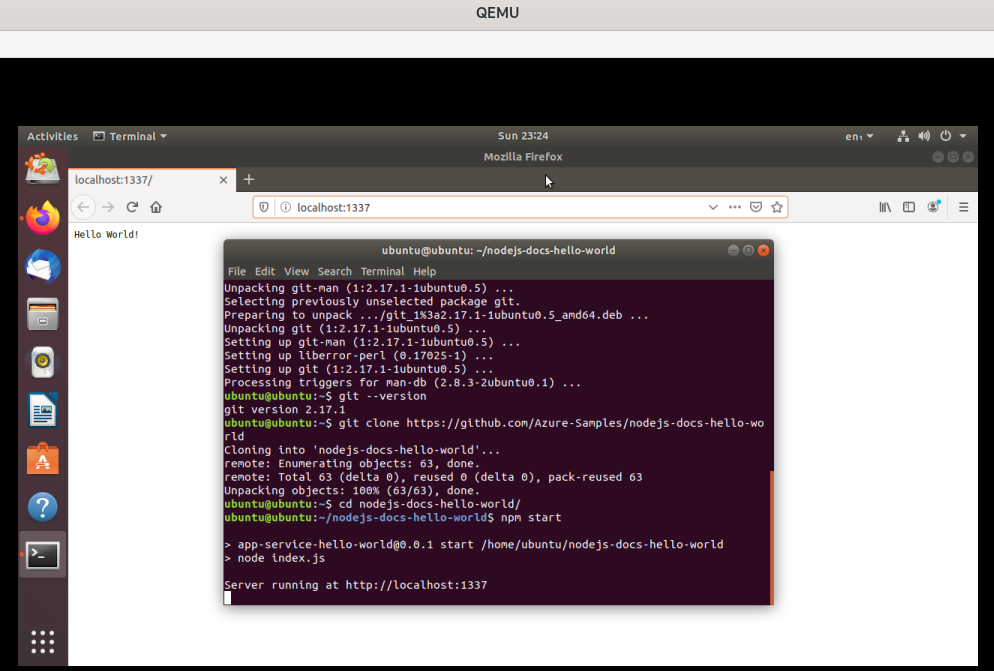 QEMU
Activities Terminal Sun 23:24 en₁
Mozilla Firefox
localhost:1337/
localhost:1337
Hello World!
ubuntu@ubuntu: ~/nodejs-docs-hello-world
File Edit View Search Terminal Help
Unpacking git-man (1:2.17.1-1ubuntu0.5) ...
Selecting previously unselected package git.
Preparing to unpack .../git_1%3a2.17.1-1ubuntu0.5_amd64.deb ...
Unpacking git (1:2.17.1-1ubuntu0.5) ...
Setting up git-man (1:2.17.1-1ubuntu0.5) ...
Setting up liberror-perl (0.17025-1) ...
Setting up git (1:2.17.1-1ubuntu0.5) ...
Processing triggers for man-db (2.8.3-2ubuntu0.1) ...
ubuntu@ubuntu:~$ git --version
git version 2.17.1
ubuntu@ubuntu:~$ git clone https://github.com/Azure-Samples/nodejs-docs-hello-wo
rld
Cloning into 'nodejs-docs-hello-world'...
remote: Enumerating objects: 63, done.
remote: Total 63 (delta 0), reused 0 (delta 0), pack-reused 63
Unpacking objects: 100% (63/63), done.
ubuntu@ubuntu:~$ cd nodejs-docs-hello-world/
ubuntu@ubuntu:~/nodejs-docs-hello-world$ npm start
> app-service-hello-world@0.0.1 start /home/ubuntu/nodejs-docs-hello-world
> node index.js
Server running at http://localhost:1337